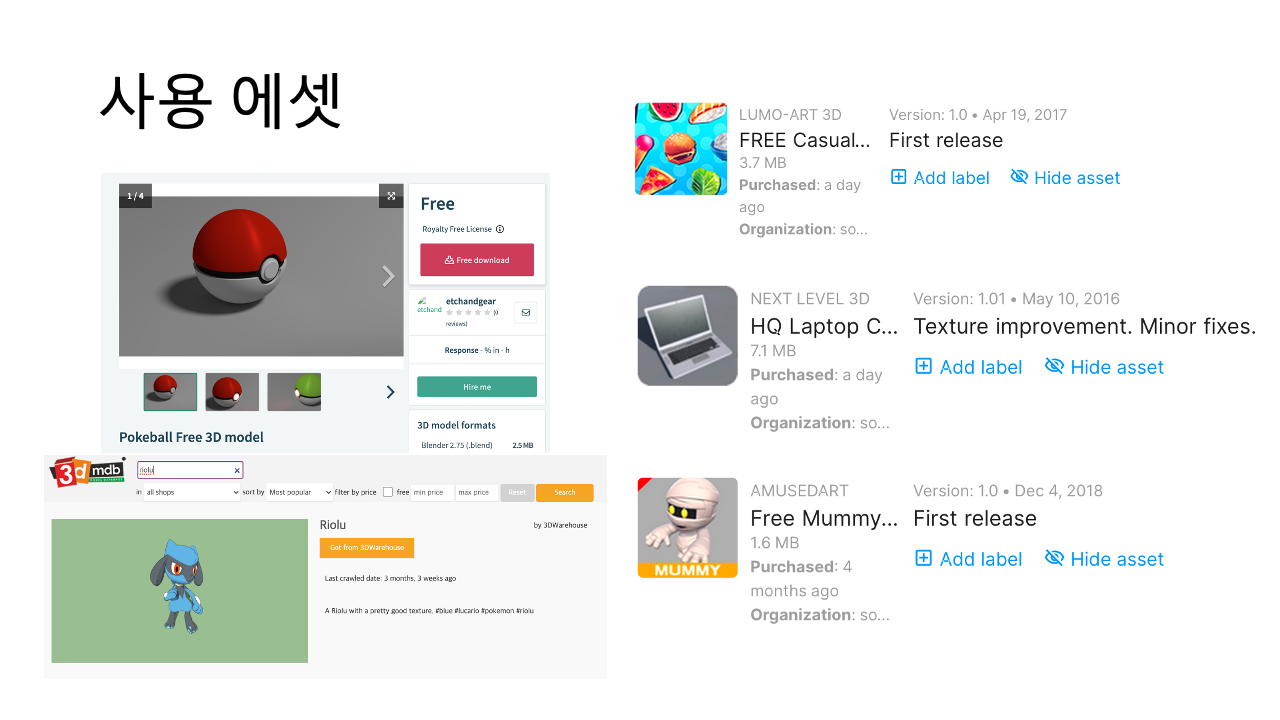 사용 에셋
1 / 4
Free
Royalty Free License
Free download
etchand
etchandgear
(0
reviews)
Response - % in - h
Hire me
3D model formats
Blender 2.75 (.blend) 2.5 MB
Pokeball Free 3D model
3dmdb
riolu
in all shops sort by Most popular filter by price free min price max price Reset Search
Riolu
by 3DWarehouse
Get from 3DWarehouse
Last crawled date: 3 months, 3 weeks ago
A Riolu with a pretty good texture. #blue #lucario #pokemon #riolu
LUMO-ART 3D
FREE Casual...
3.7 MB
Purchased: a day
ago
Organization: so...
Version: 1.0 • Apr 19, 2017
First release
Add label Hide asset
NEXT LEVEL 3D
HQ Laptop C...
7.1 MB
Purchased: a day
ago
Organization: so...
Version: 1.01 • May 10, 2016
Texture improvement. Minor fixes.
Add label Hide asset
MUMMY
AMUSEDART
Free Mummy...
1.6 MB
Purchased: 4
months ago
Organization: so...
Version: 1.0 • Dec 4, 2018
First release
Add label Hide asset